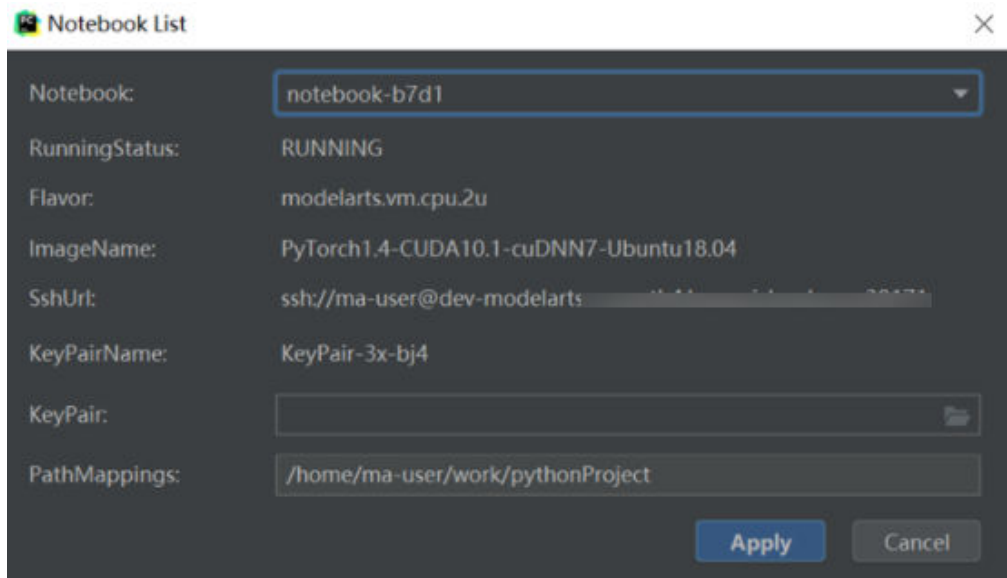 Notebook List
Notebook: notebook-b7d1
RunningStatus: RUNNING
Flavor: modelarts.vm.cpu.2u
ImageName: PyTorch1.4-CUDA10.1-cuDNN7-Ubuntu18.04
SshUrl: ssh://ma-user@dev-modelarts
KeyPairName: KeyPair-3x-bj4
KeyPair:
PathMappings: /home/ma-user/work/pythonProject
Apply Cancel